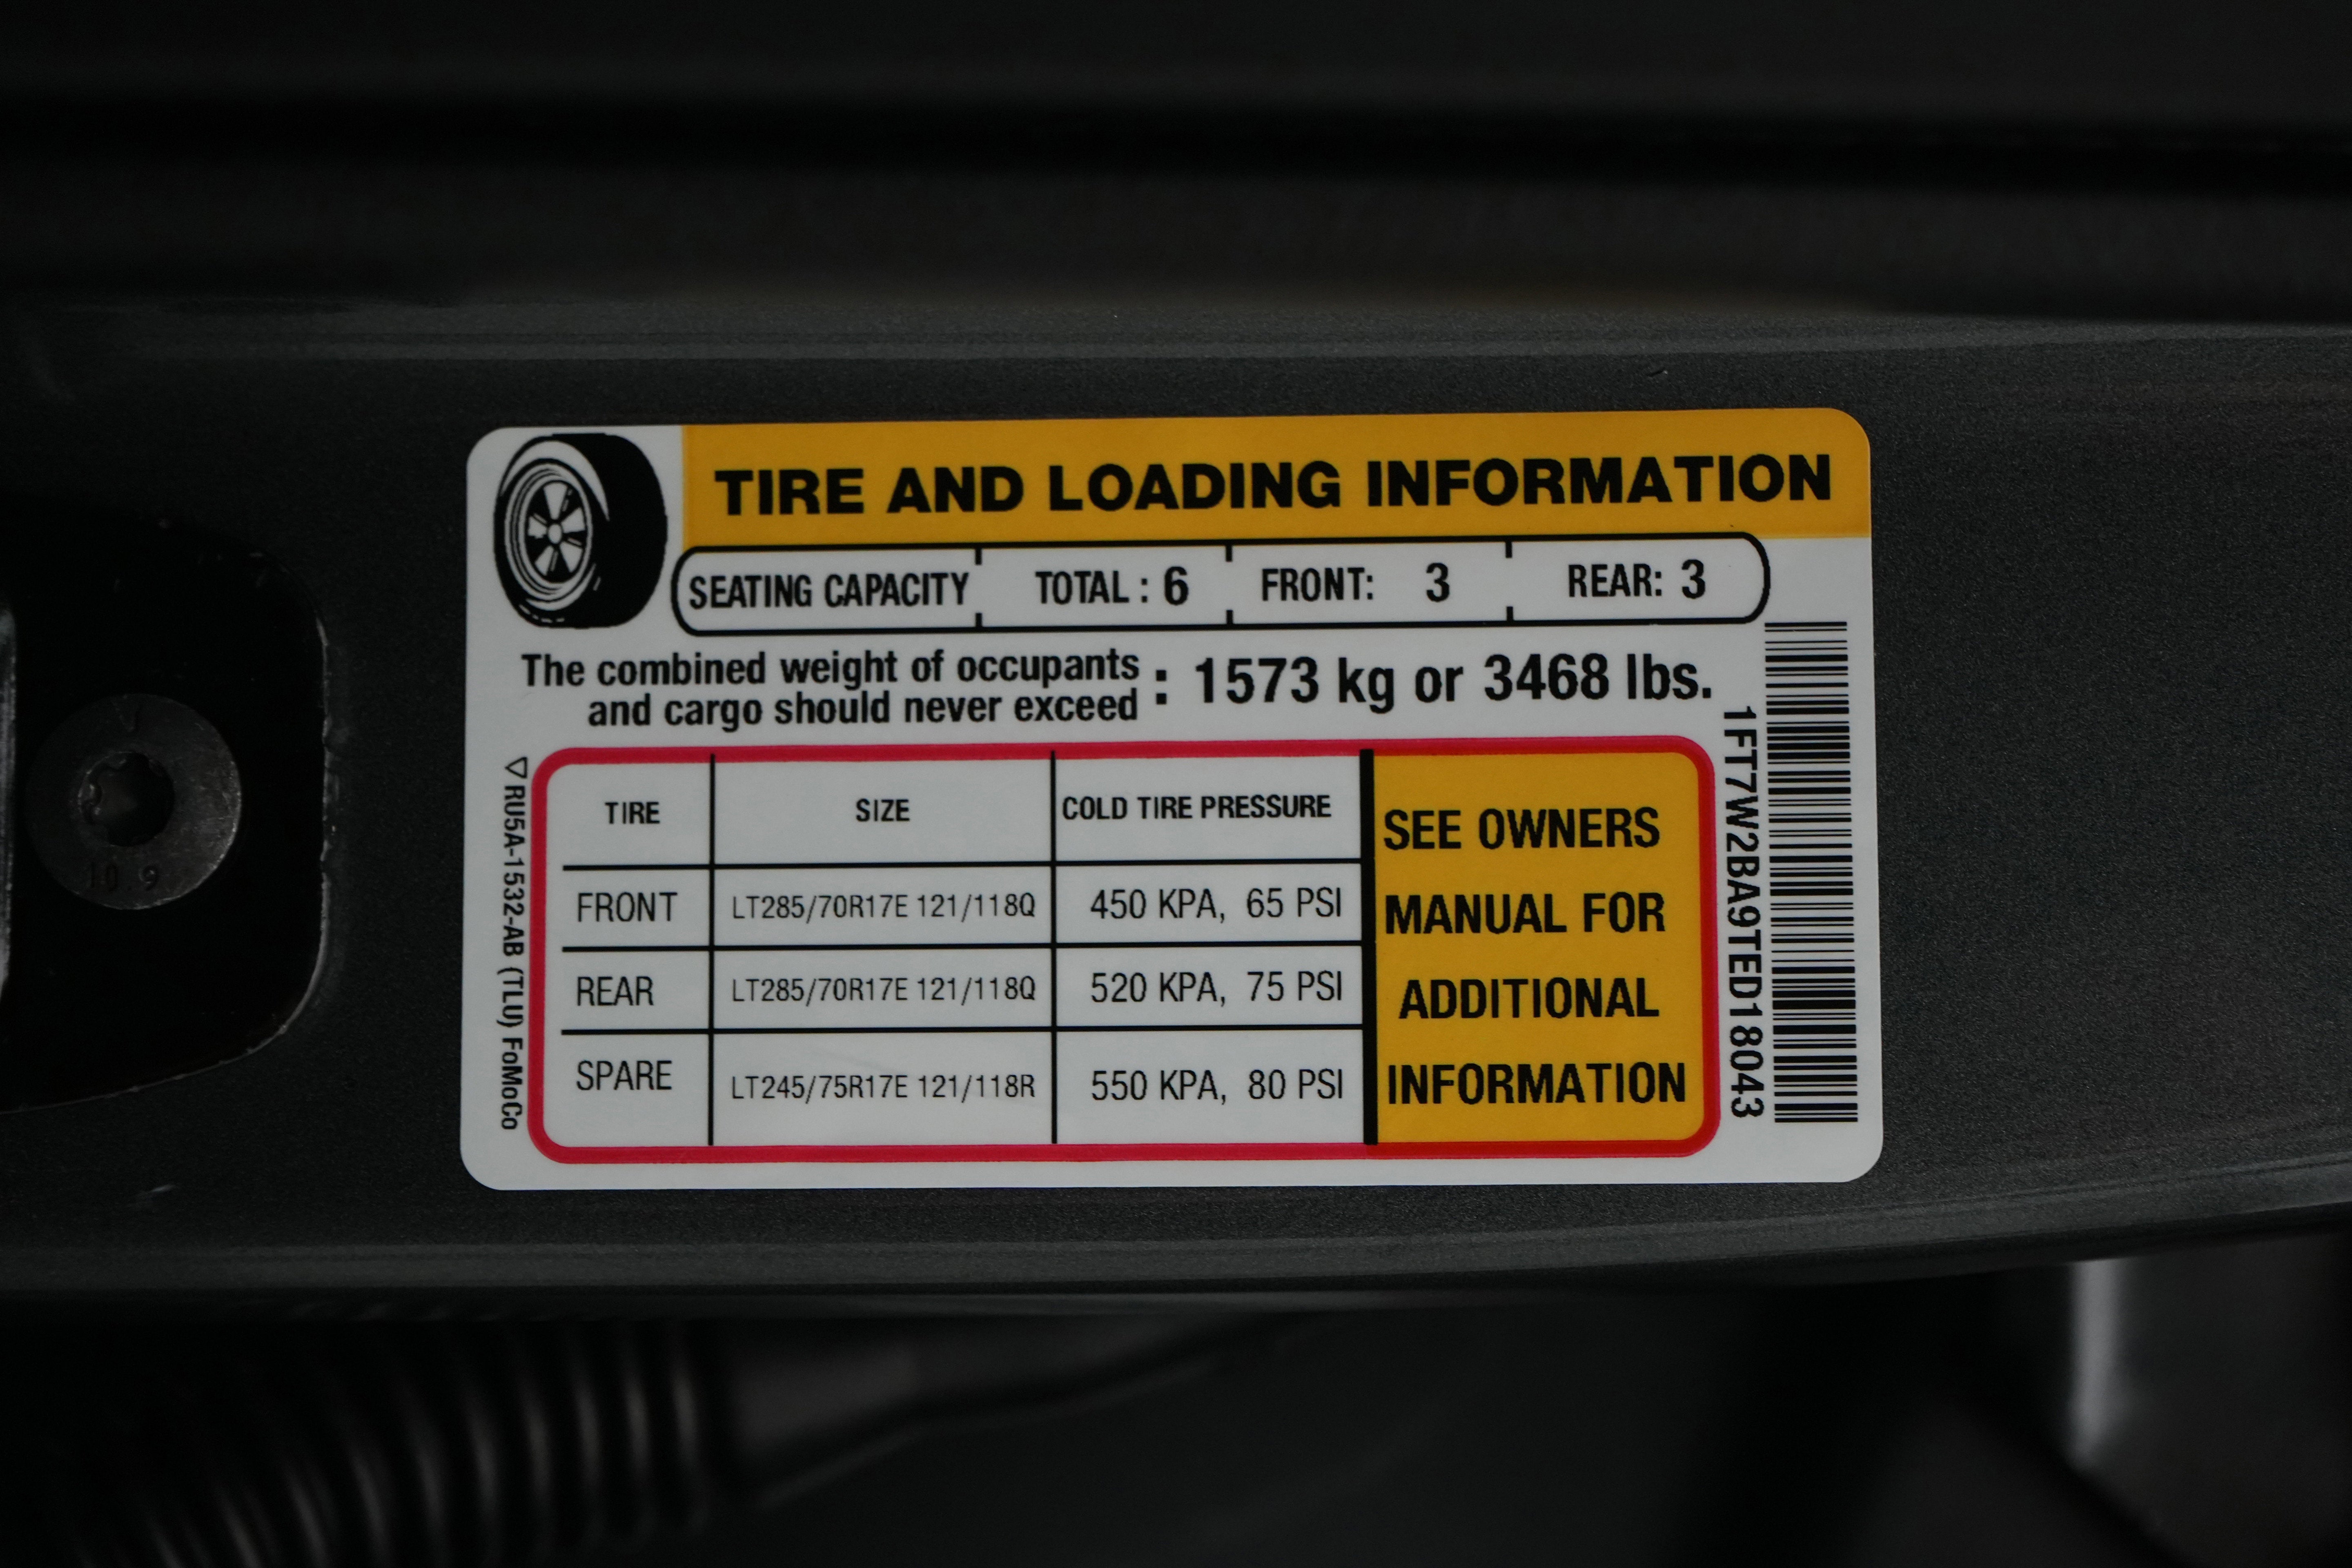 TIRE AND LOADING INFORMATION
SEATING CAPACITY TOTAL : 6 FRONT: 3 REAR: 3
The combined weight of occupants
and cargo should never exceed : 1573 kg or 3468 lbs.
TIRE SIZE COLD TIRE PRESSURE
FRONT LT285/70R17E 121/118Q 450 KPA, 65 PSI
REAR LT285/70R17E 121/118Q 520 KPA, 75 PSI
SPARE LT245/75R17E 121/118R 550 KPA, 80 PSI
SEE OWNERS
MANUAL FOR
ADDITIONAL
INFORMATION
1FT7W2BA9TED18043
RU5A-1532-AB (TLU) FoMoCo
10.9